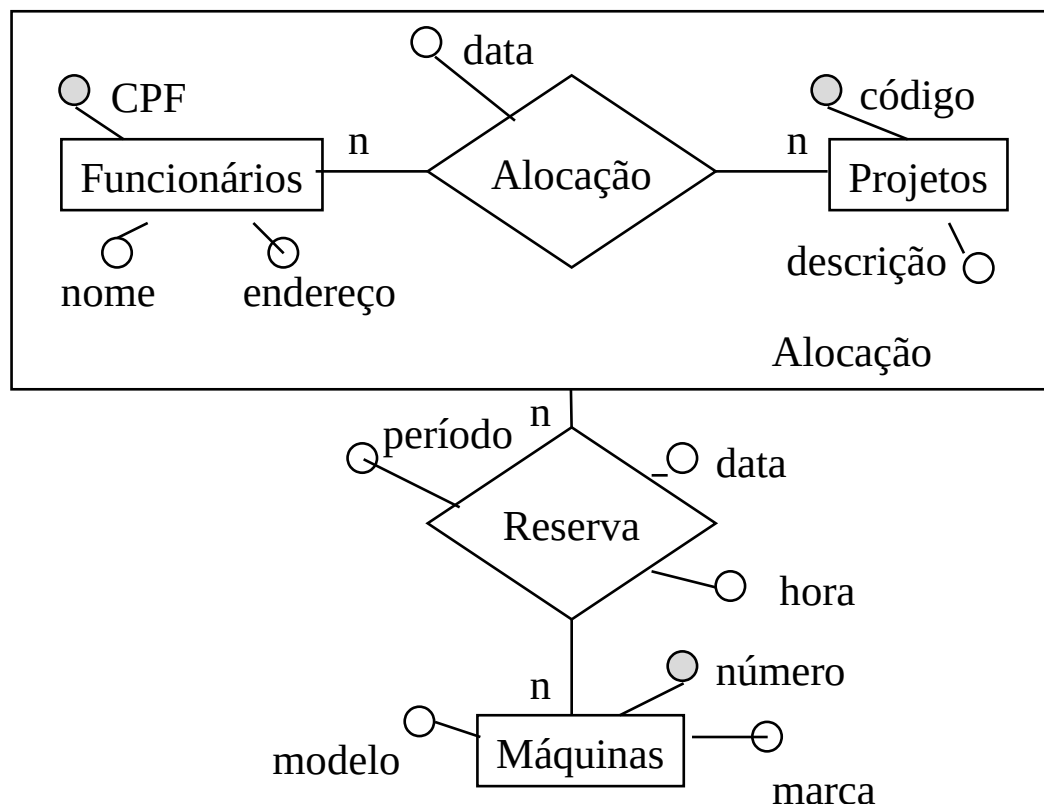 data
CPF
código
n
n
Funcionários
Alocação
Projetos
nome
endereço
descrição
Alocação
n
período
data
Reserva
hora
número
n
modelo
Máquinas
marca